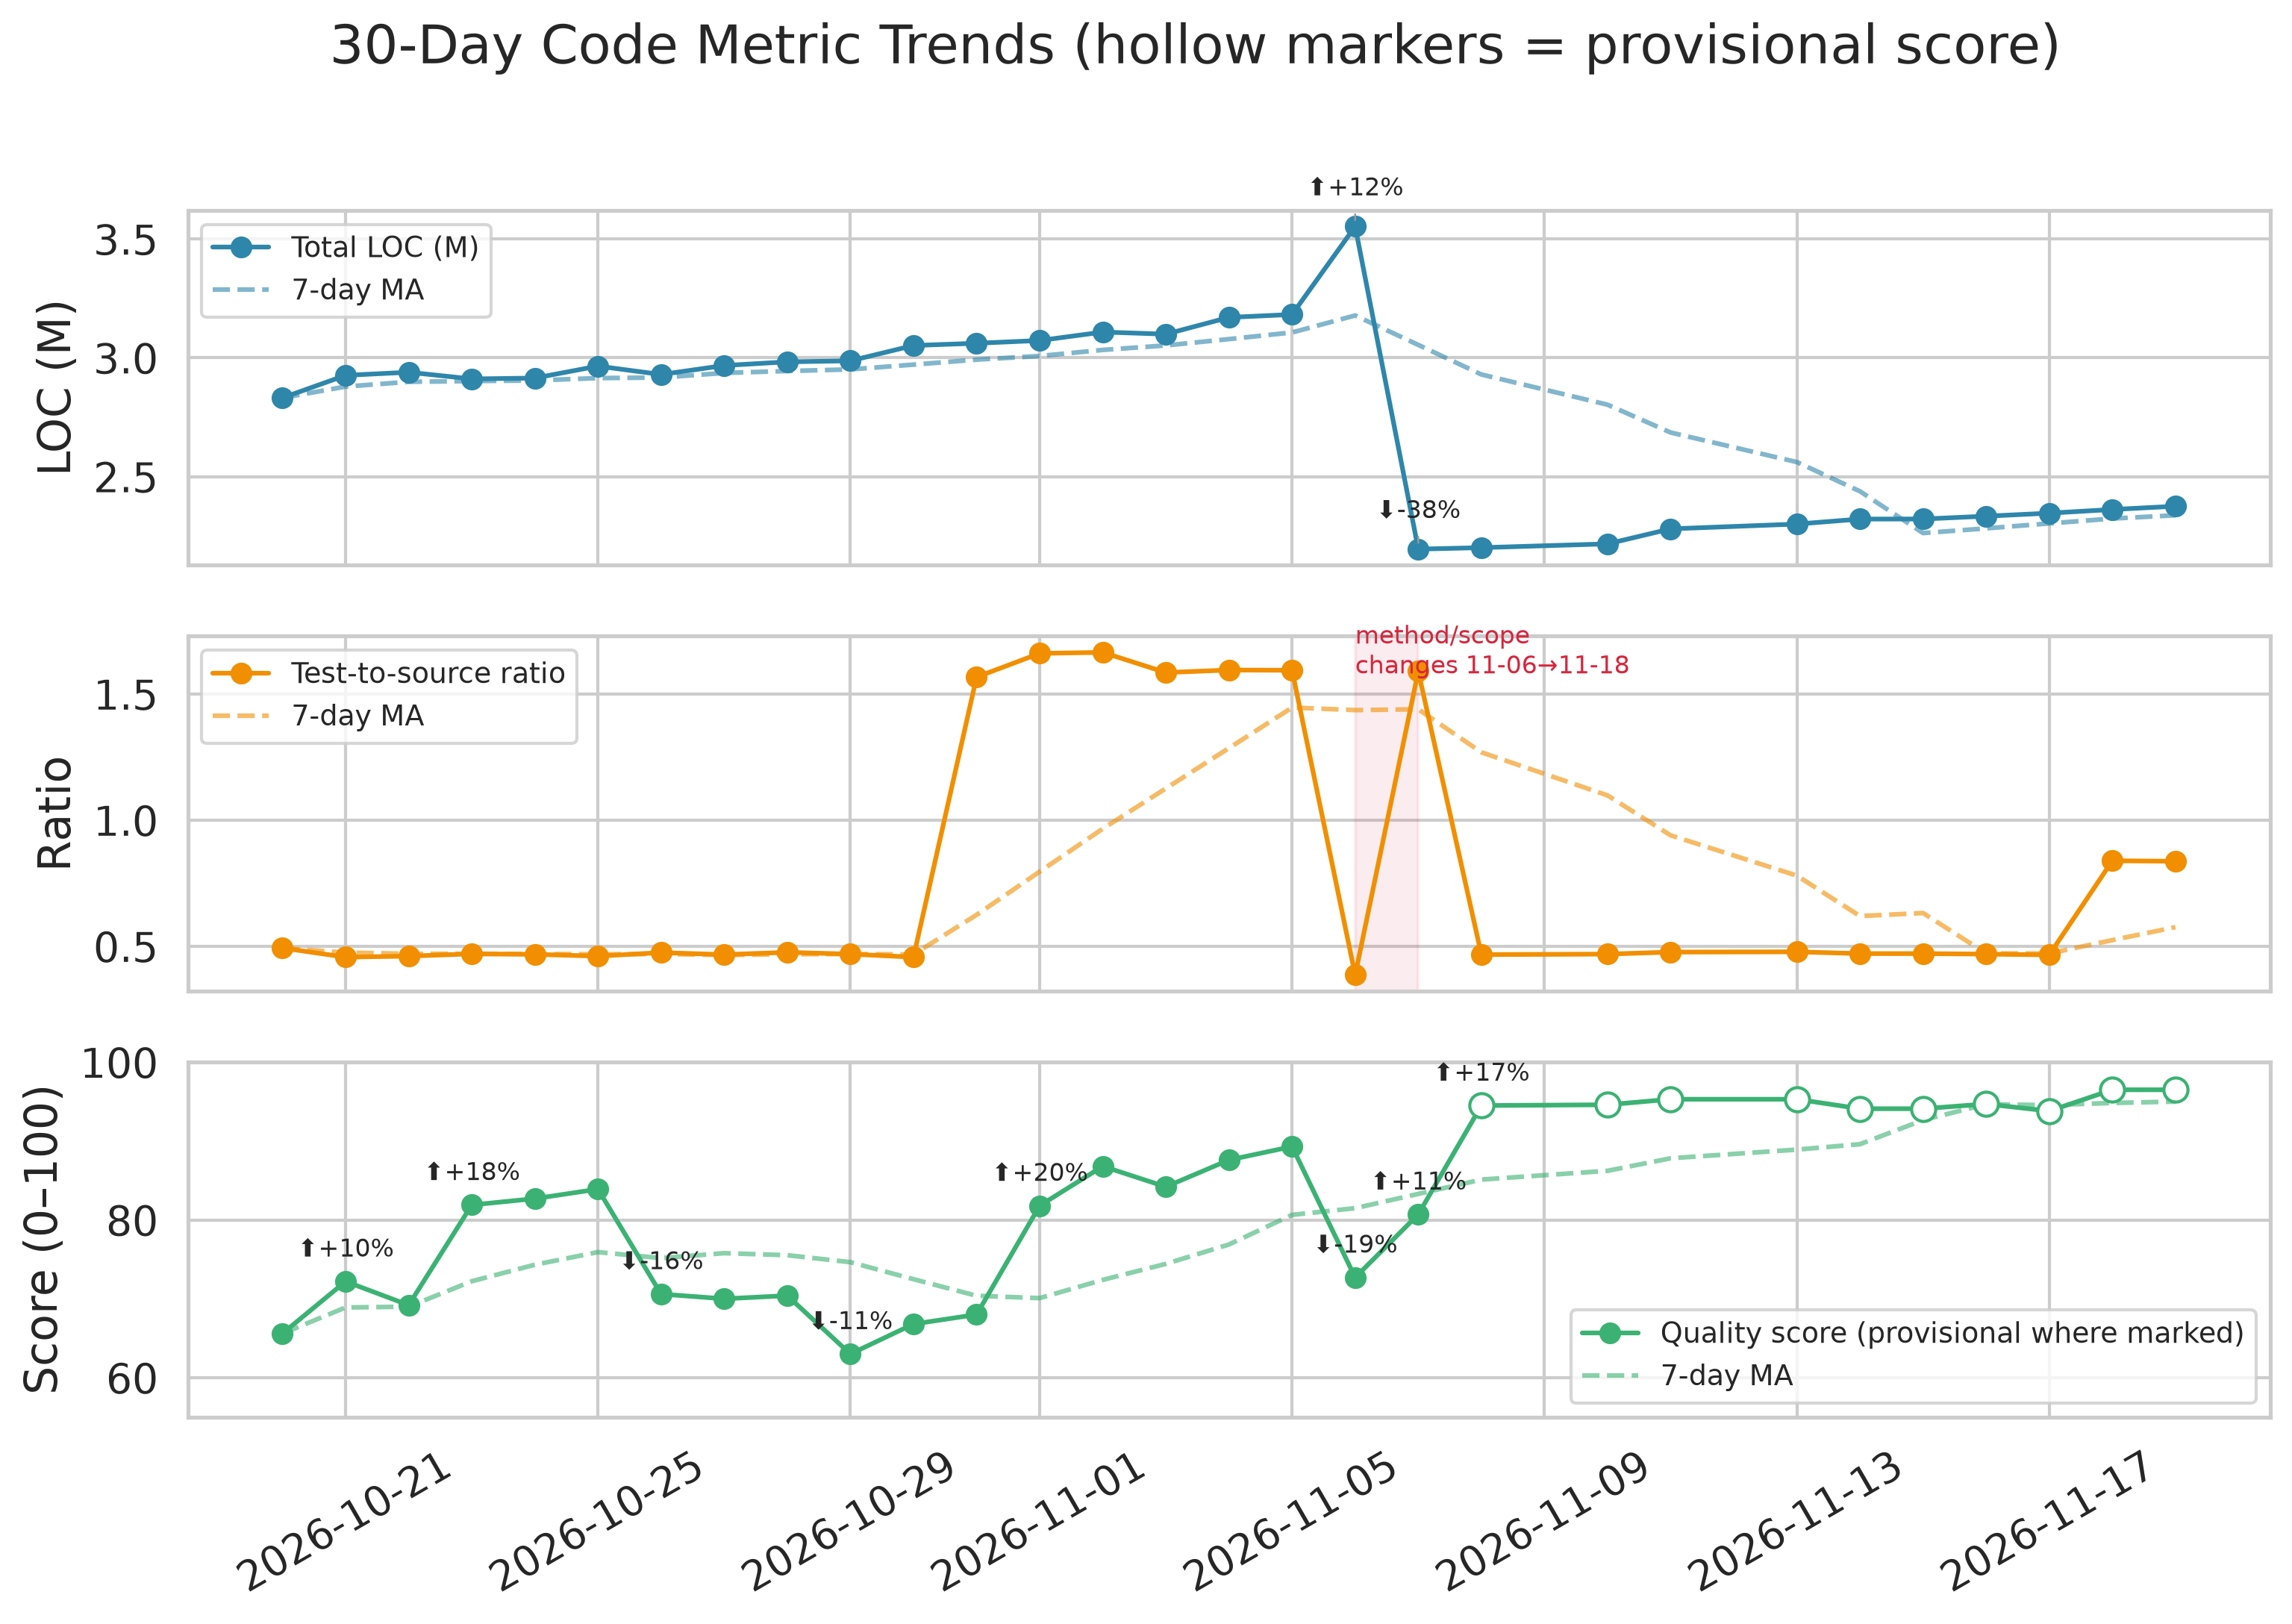 30-Day Code Metric Trends (hollow markers = provisional score)
⬆+12%
Total LOC (M)
7-day MA
LOC (M)
3.5
3.0
2.5
⬇-38%
method/scope
changes 11-06→11-18
Test-to-source ratio
7-day MA
Ratio
1.5
1.0
0.5
Score (0–100)
100
80
60
⬆+10%
⬆+18%
⬇-16%
⬇-11%
⬆+20%
⬇-19%
⬆+11%
⬆+17%
Quality score (provisional where marked)
7-day MA
2026-10-21
2026-10-25
2026-10-29
2026-11-01
2026-11-05
2026-11-09
2026-11-13
2026-11-17